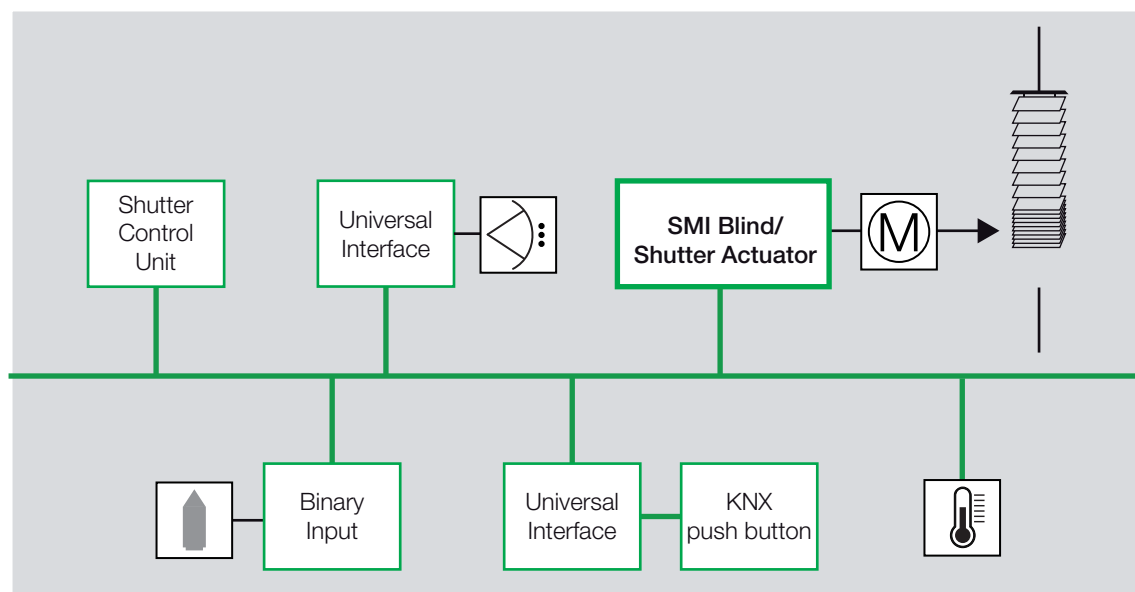 Shutter
Control
Unit
Universal
Interface
SMI Blind/
Shutter Actuator
M
Binary
Input
Universal
Interface
KNX
push button